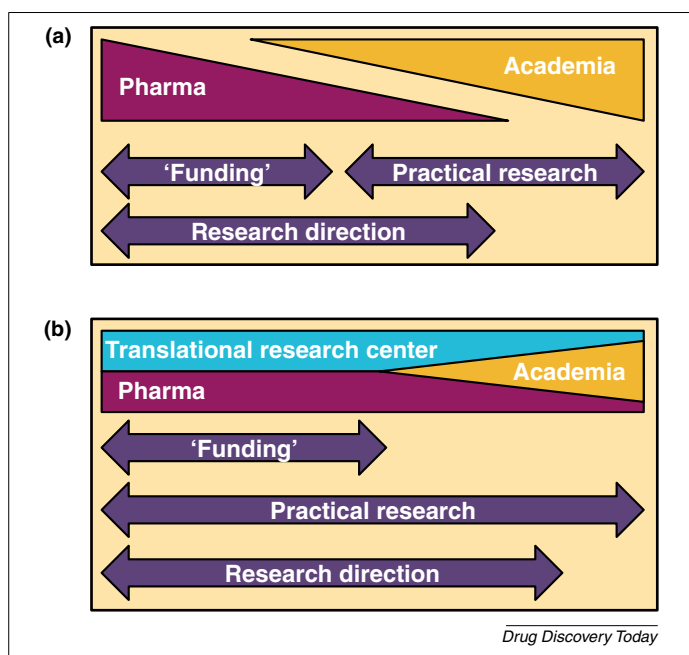 (a)
Pharma
Academia
'Funding'
Practical research
Research direction
(b)
Translational research center
Pharma
Academia
'Funding'
Practical research
Research direction
Drug Discovery Today